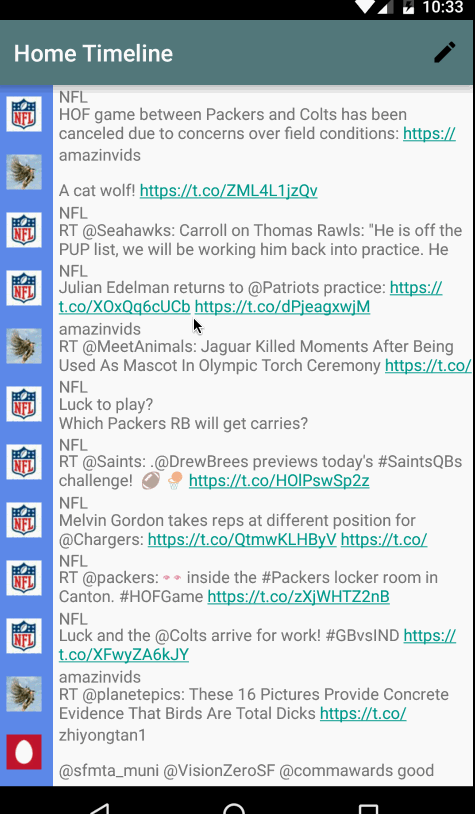 10:33
Home Timeline
NFL
HOF game between Packers and Colts has been
canceled due to concerns over field conditions: https://
amazinvids
A cat wolf! https://t.co/ZML4L1jzQv
NFL
RT @Seahawks: Carroll on Thomas Rawls: "He is off the
PUP list, we will be working him back into practice. He
NFL
Julian Edelman returns to @Patriots practice: https://
t.co/XOxQq6cUCb https://t.co/dPjeagxwjM
amazinvids
RT @MeetAnimals: Jaguar Killed Moments After Being
Used As Mascot In Olympic Torch Ceremony https://t.co/
NFL
Luck to play?
Which Packers RB will get carries?
NFL
RT @Saints: .@DrewBrees previews today's #SaintsQBs
challenge! 🏈 🍨 https://t.co/HOlPswSp2z
NFL
Melvin Gordon takes reps at different position for
@Chargers: https://t.co/QtmwKLHByV https://t.co/
NFL
RT @packers: 👀 inside the #Packers locker room in
Canton. #HOFGame https://t.co/zXjWHTZ2nB
NFL
Luck and the @Colts arrive for work! #GBvsIND https://
t.co/XFwyZA6kJY
amazinvids
RT @planetepics: These 16 Pictures Provide Concrete
Evidence That Birds Are Total Dicks https://t.co/
zhiyongtan1
@sfmta_muni @VisionZeroSF @commawards good